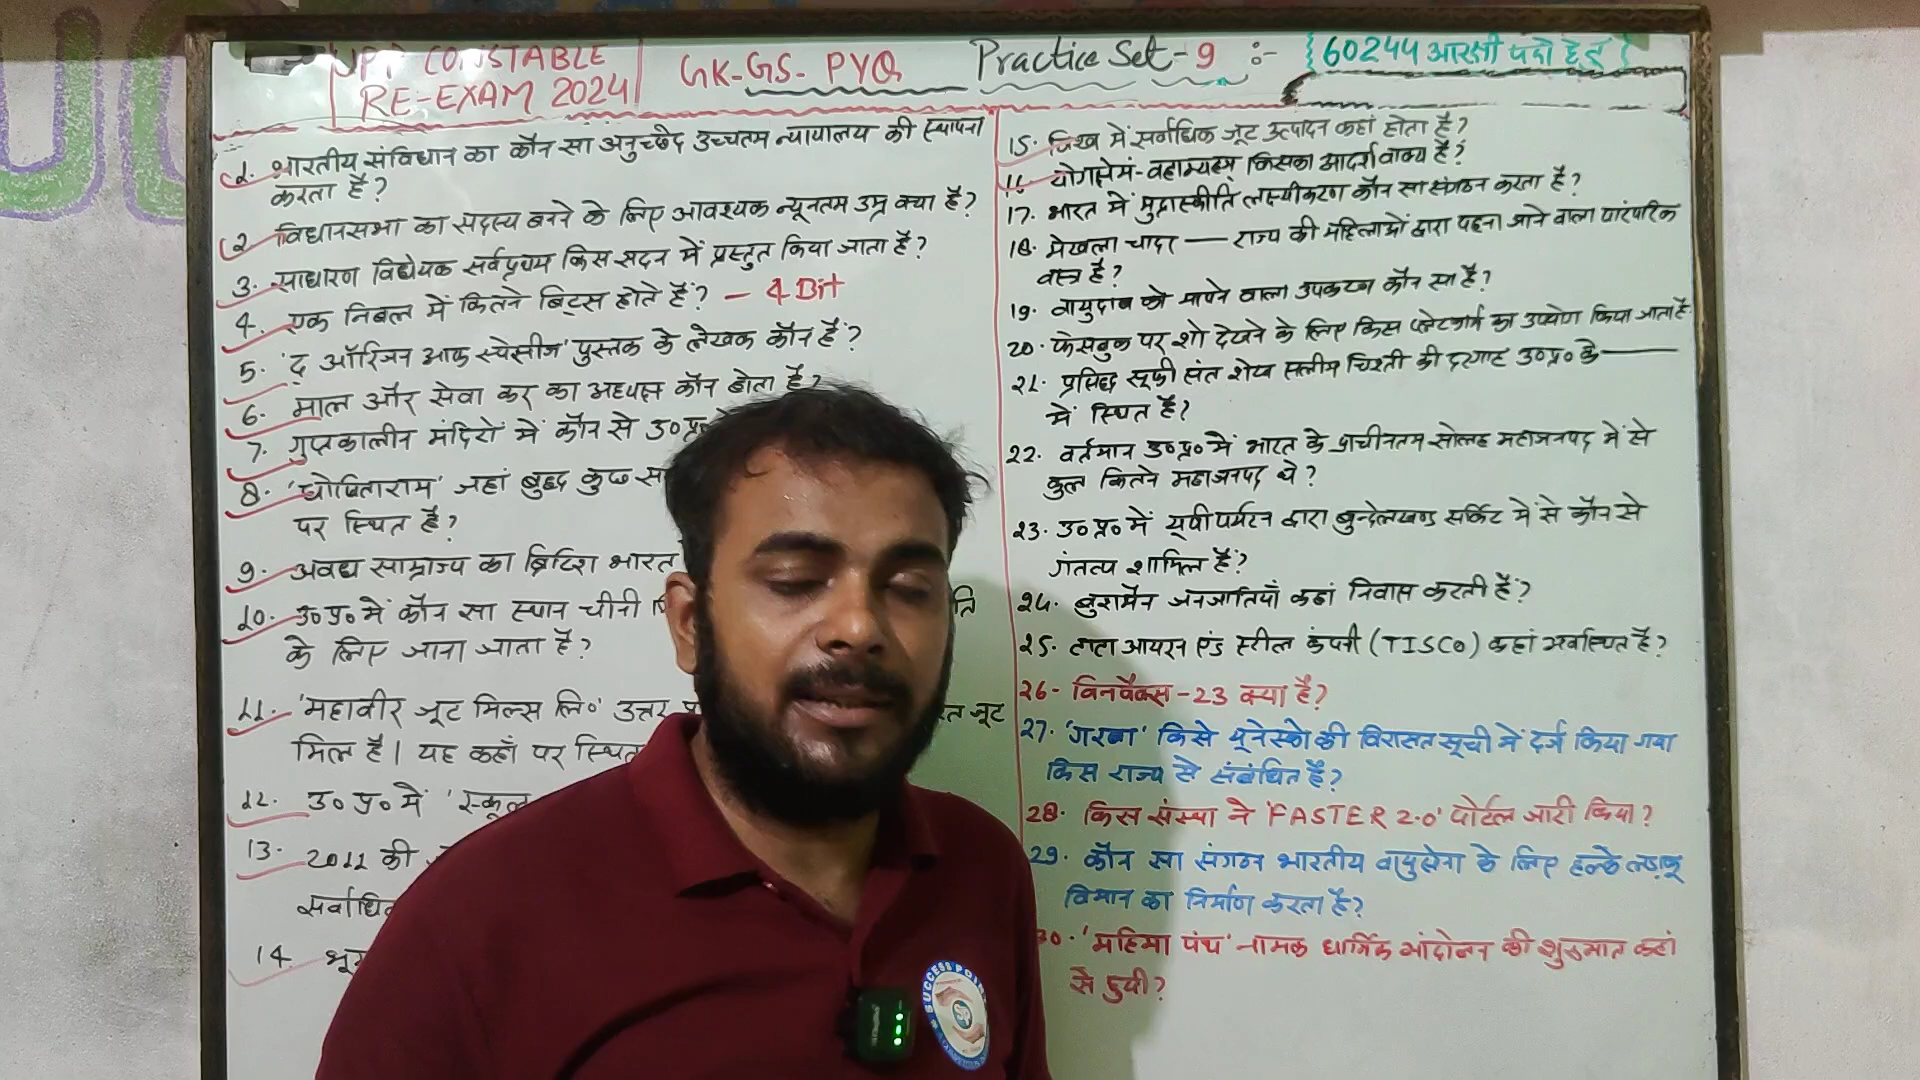 UPP CONSTABLE
RE-EXAM 2024
GK-GS-PYQ
Practice Set-9 :-
{60244 आरक्षी पदो हेतु}
1. भारतीय संविधान का कौन सा अनुच्छेद उच्चतम न्यायालय की स्थापना
करता है?
2. विधानसभा का सदस्य बनने के लिए आवश्यक न्यूनतम उम्र क्या है?
3. साधारण विधेयक सर्वप्रथम किस सदन में प्रस्तुत किया जाता है?
4. एक निबल में कितने बिट्स होते हैं? - 4 Bit
5. 'द ऑरिजन आफ स्पेसीज' पुस्तक के लेखक कौन हैं?
6. माल और सेवा कर का अध्यक्ष कौन होता है?
7. गुप्तकालीन मंदिरों में कौन से उ०प्र०
8. 'घोषिताराम' जहां बुद्ध कुछ
पर स्थित है?
9. अवध साम्राज्य का ब्रिटिश भारत
10. उ०प्र० में कौन सा स्थान चीनी
के लिए जाना जाता है?
11. 'महावीर जूट मिल्स लि०' उत्तर जूट
मिल है। यह कहाँ पर स्थित
12. उ० प्र० में 'स्कूल
13. 2011 की
सर्वाधिक
14.
15. विश्व में सर्वाधिक जूट उत्पादन कहां होता है?
योगक्षेमं-वहाम्यहम् किसका आदर्श वाक्य है?
17. भारत में मुद्रास्फीति लक्ष्यीकरण कौन सा संगठन करता है?
18. मेखला चादर — राज्य की महिलाओं द्वारा पहना जाने वाला पारंपरिक
वस्त्र है?
19. वायुदाब को मापने वाला उपकरण कौन सा है?
20. फेसबुक पर शो देखने के लिए किस प्लेटफार्म का उपयोग किया जाता है
21. प्रसिद्ध सूफी संत शेख सलीम चिश्ती की दरगाह उ०प्र० के —
में स्थित है?
22. वर्तमान उ०प्र० में भारत के प्राचीनतम सोलह महाजनपद में से
कुल कितने महाजनपद थे?
23. उ०प्र० में यूपी पर्यटन द्वारा बुन्देलखण्ड सर्किट में से कौन से
गंतव्य शामिल हैं?
24. बुशमैन जनजातियाँ कहां निवास करती हैं?
25. टाटा आयरन एंड स्टील कंपनी (TISCO) कहां अवस्थित है?
26- विनबैक्स-23 क्या है?
27. 'गरबा' किसे यूनेस्को की विरासत सूची में दर्ज किया गया
किस राज्य से संबंधित है?
28. किस संस्था ने 'FASTER 2.0' पोर्टल जारी किया?
29. कौन सा संगठन भारतीय वायुसेना के लिए हल्के लड़ाकू
विमान का निर्माण करता है?
30. 'महिमा पंथ' नामक धार्मिक आंदोलन की शुरुआत कहां
से हुयी?
SUCCESS POINT